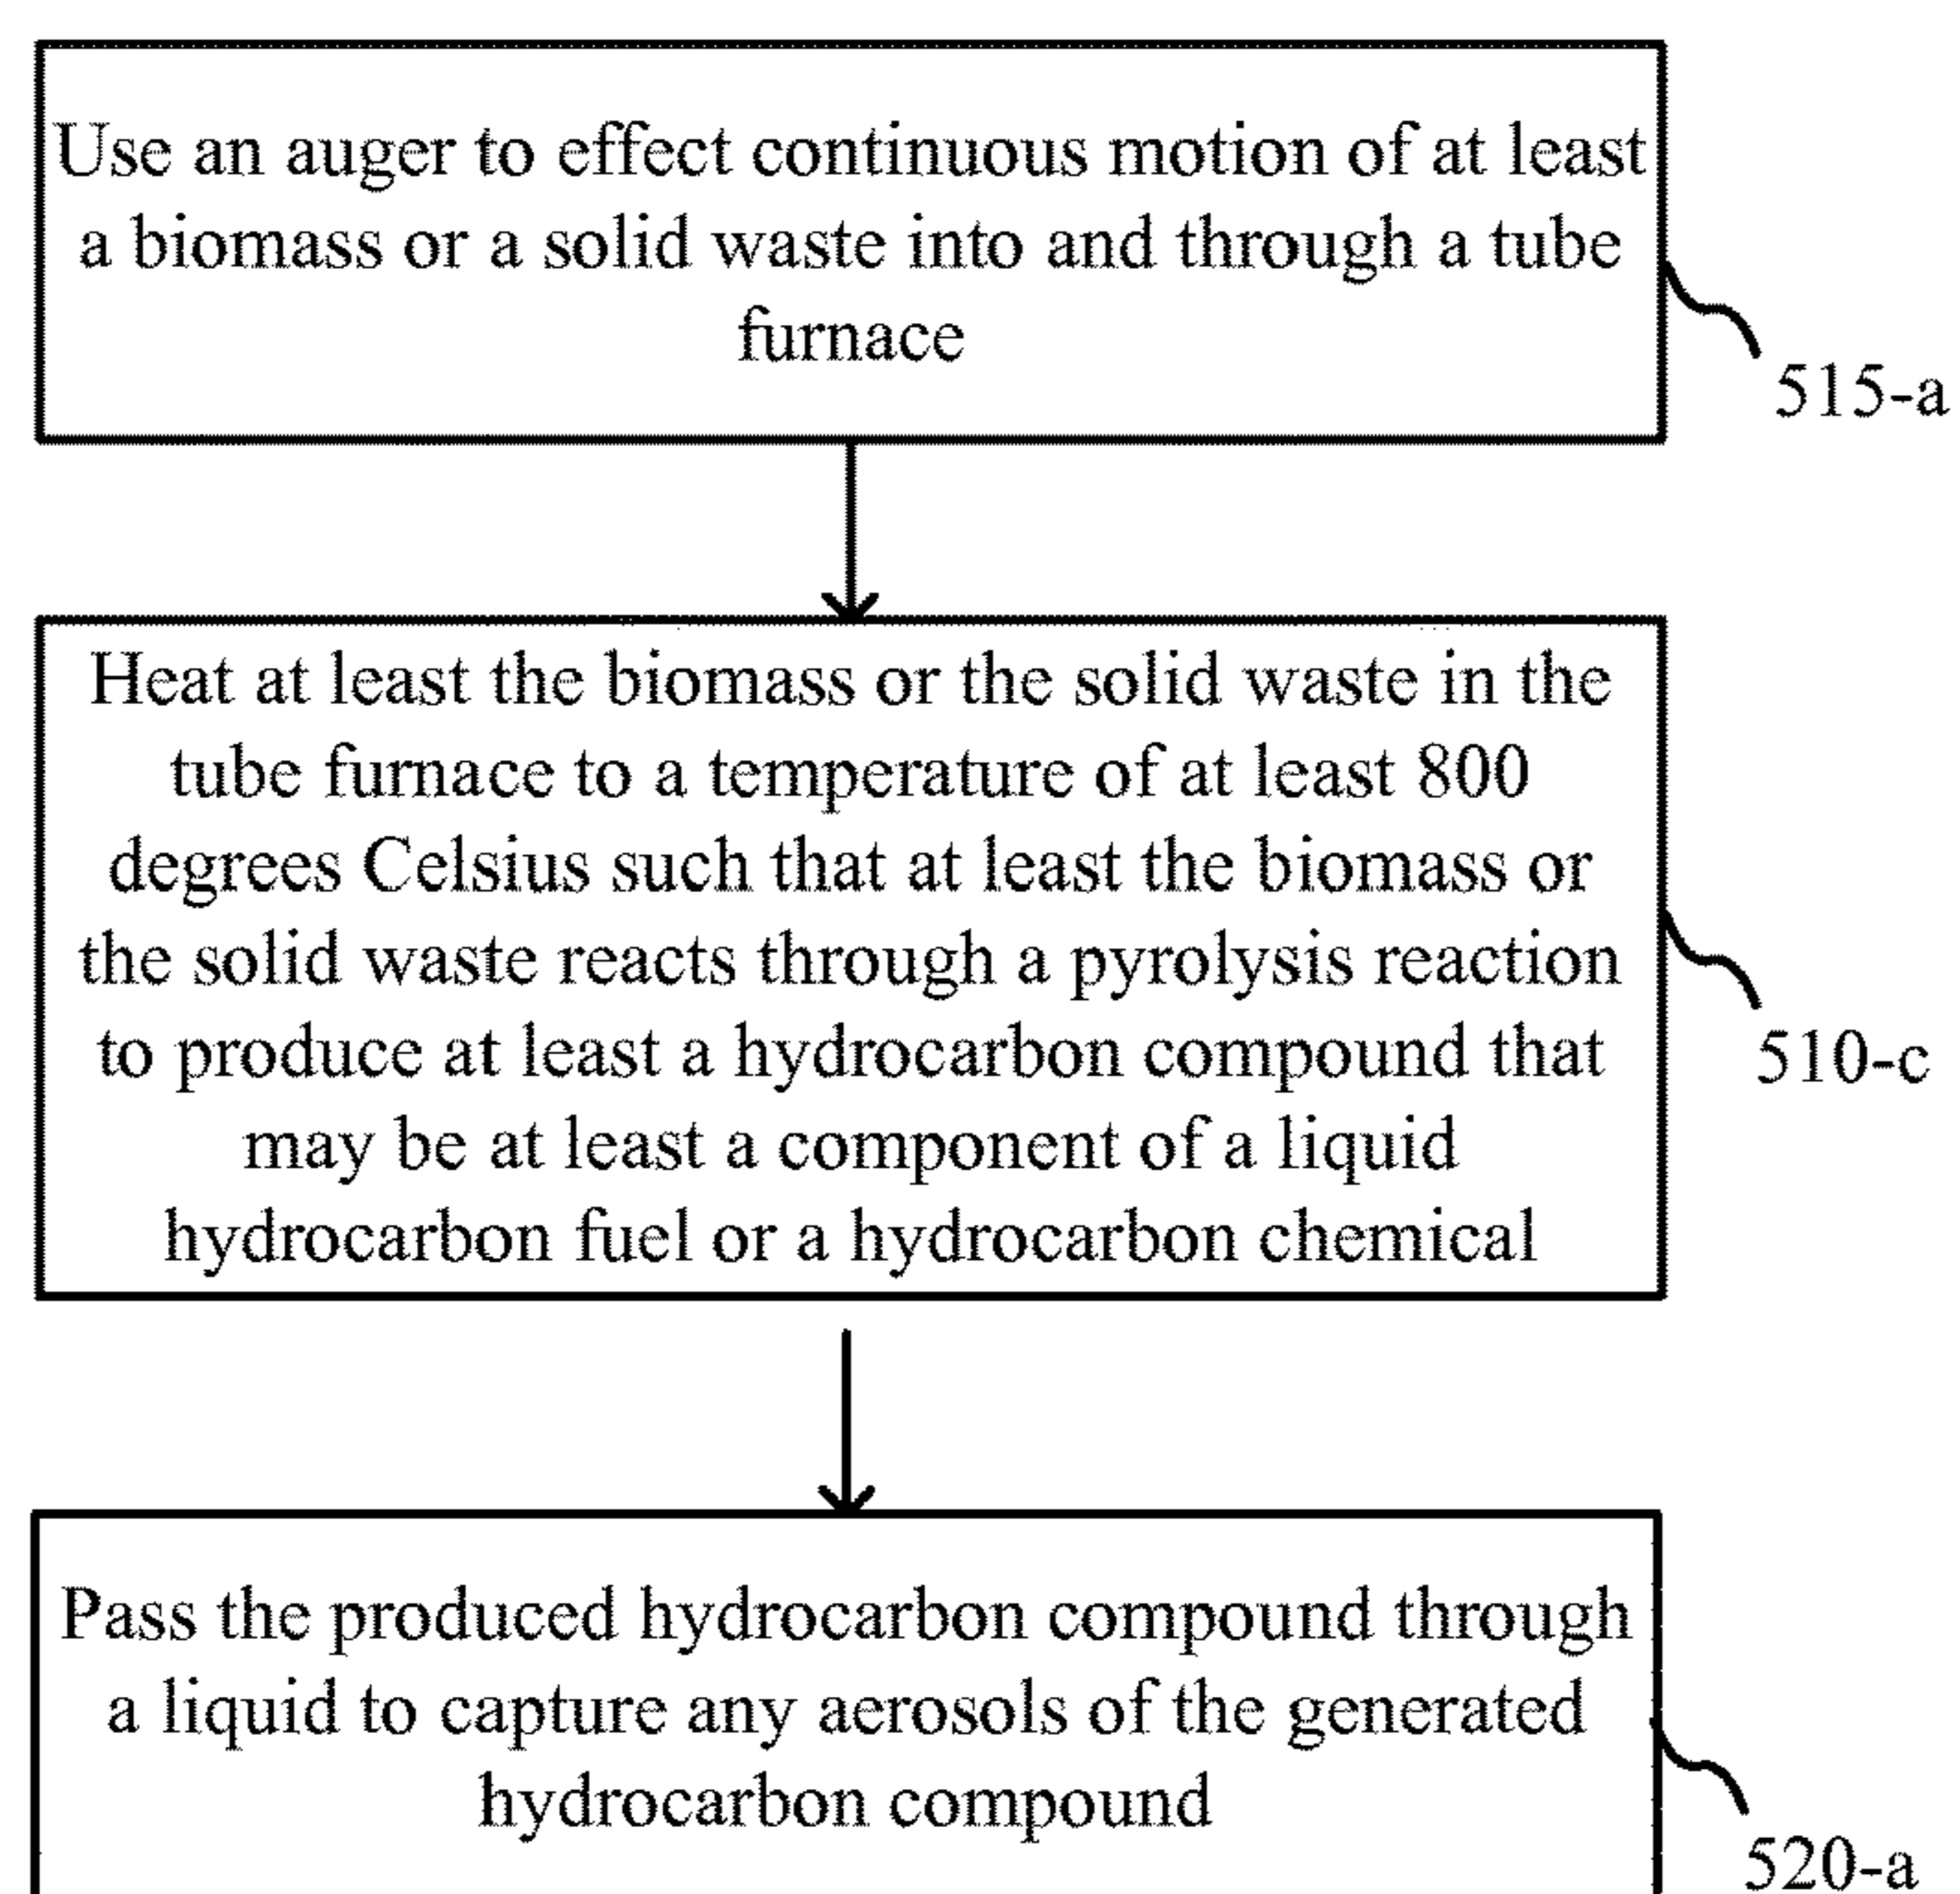 Use an auger to effect continuous motion of at least
a biomass or a solid waste into and through a tube
furnace
515-a
Heat at least the biomass or the solid waste in the
tube furnace to a temperature of at least 800
degrees Celsius such that at least the biomass or
the solid waste reacts through a pyrolysis reaction
to produce at least a hydrocarbon compound that
may be at least a component of a liquid
hydrocarbon fuel or a hydrocarbon chemical
510-c
Pass the produced hydrocarbon compound through
a liquid to capture any aerosols of the generated
hydrocarbon compound
520-a